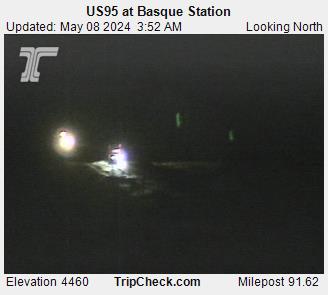 US95 at Basque Station
Updated: May 08 2024 3:52 AM Looking North
Elevation 4460 TripCheck.com Milepost 91.62